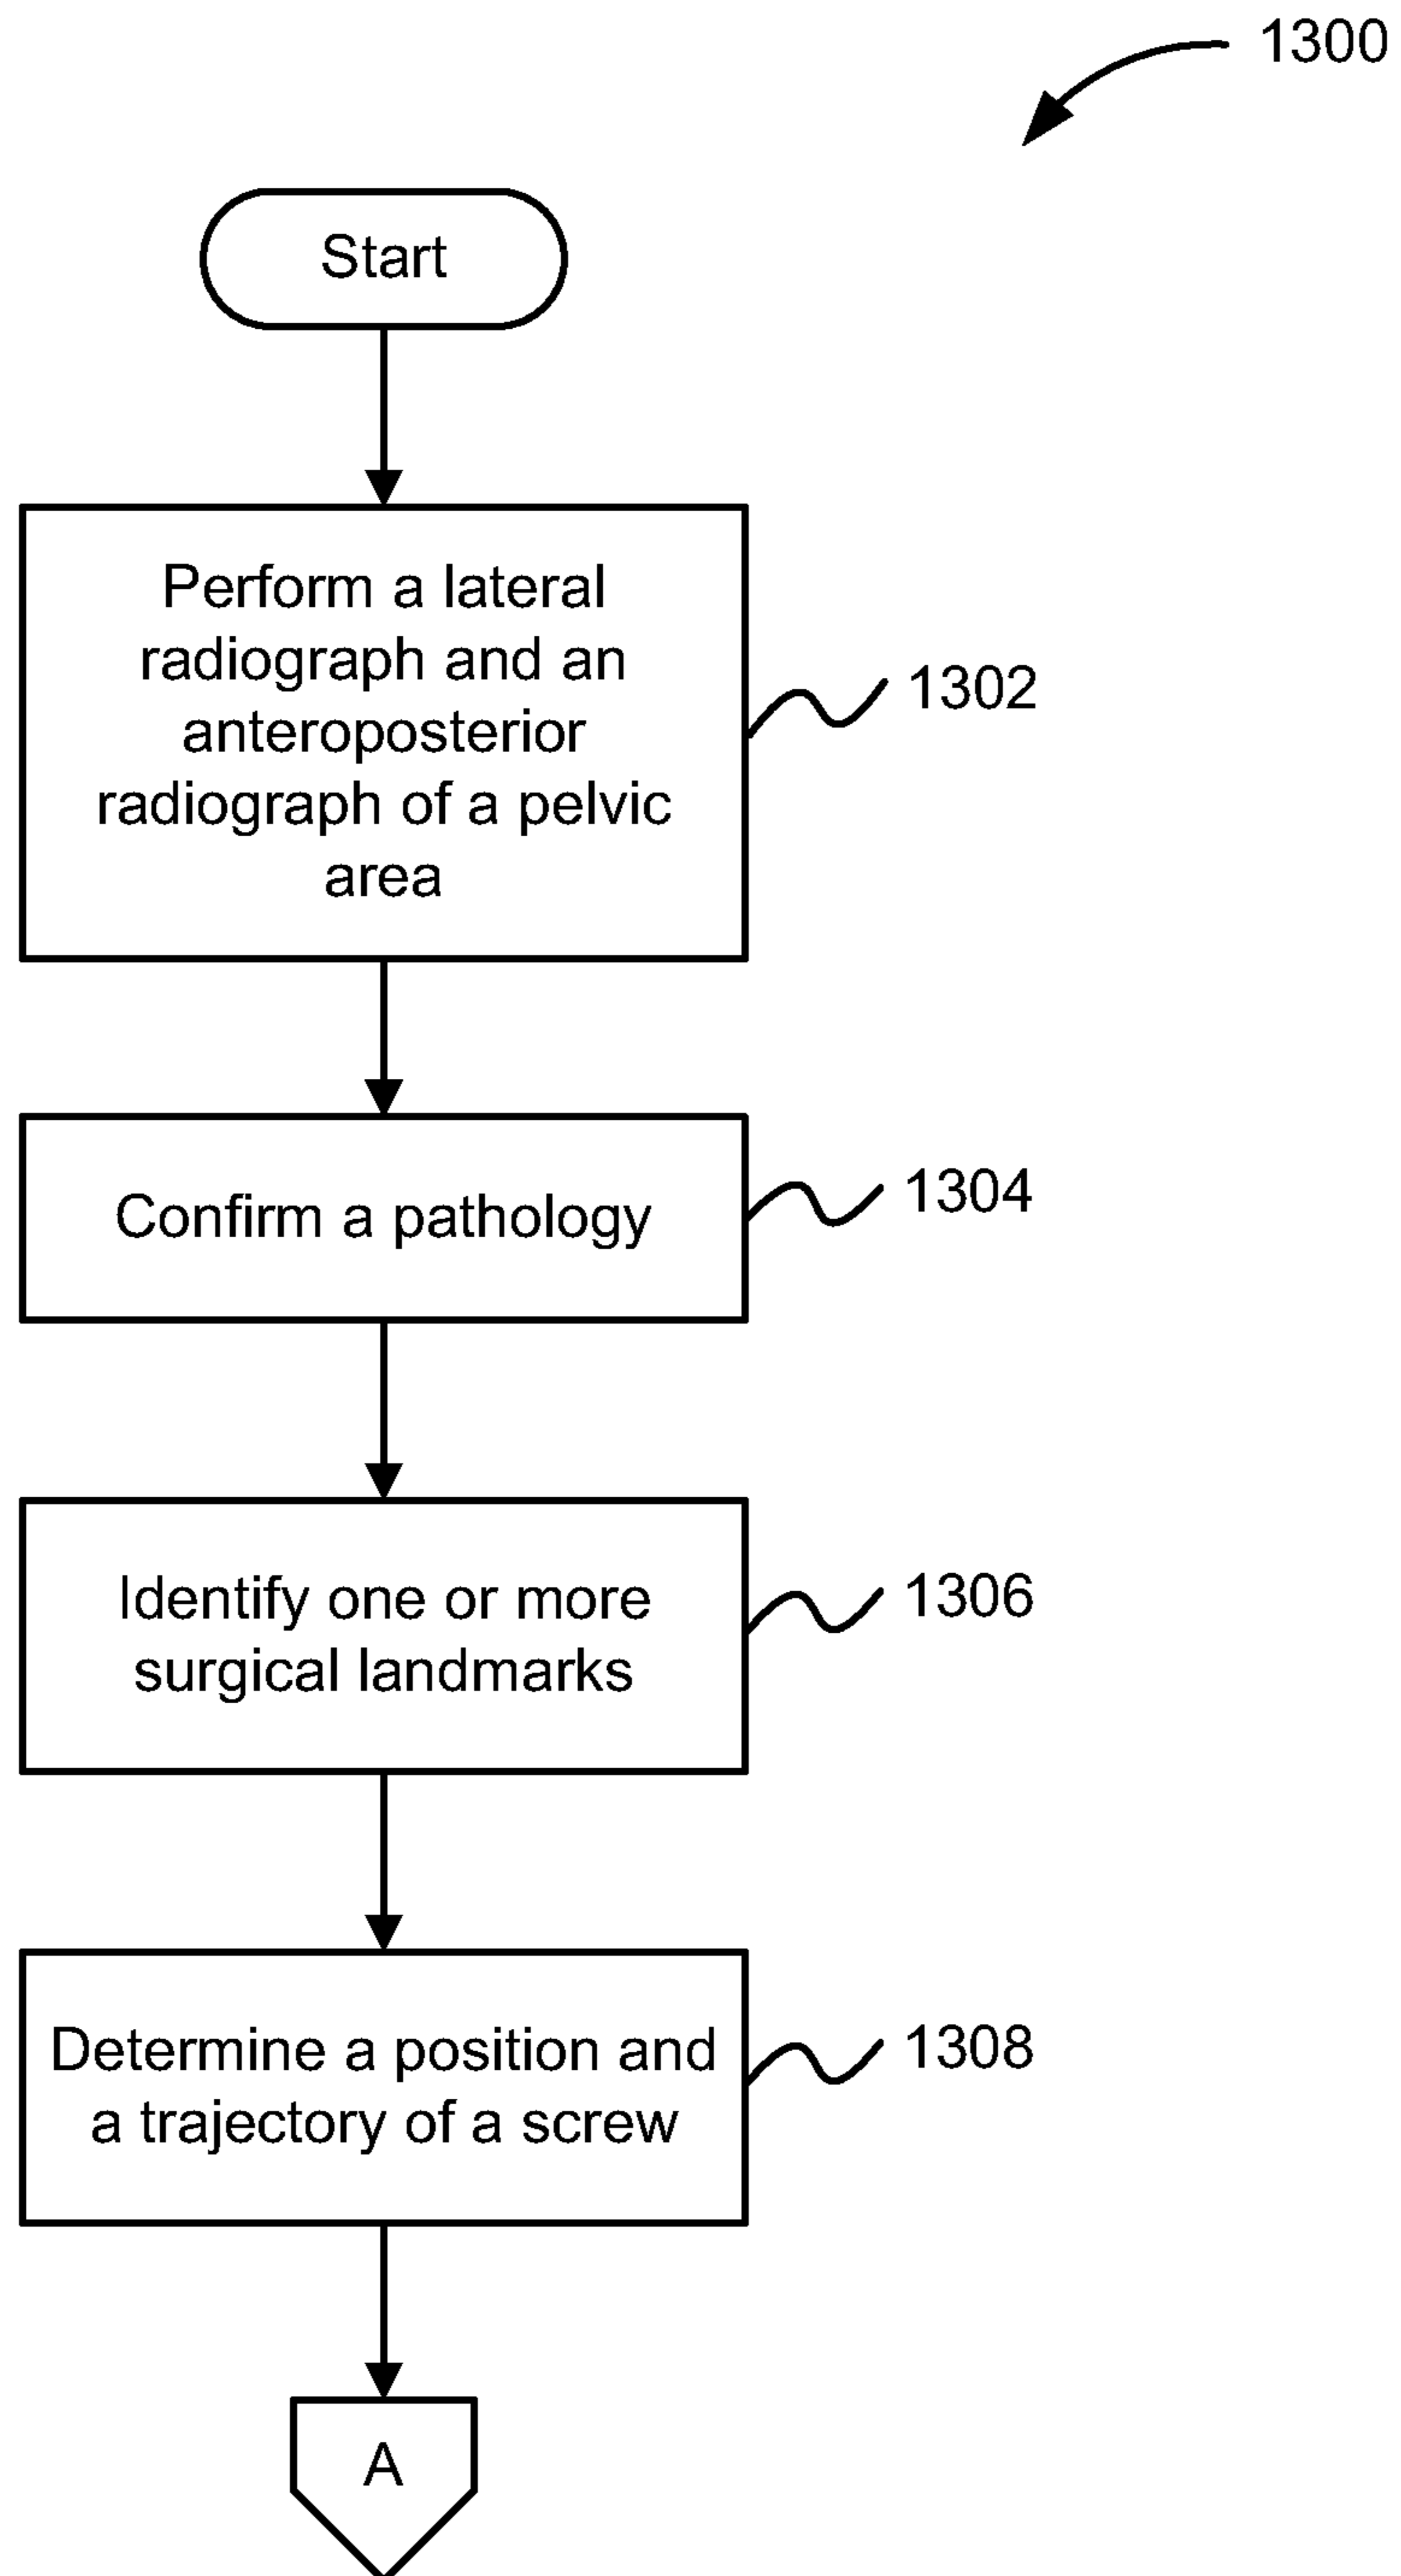 1300
Start
Perform a lateral
radiograph and an
anteroposterior
radiograph of a pelvic
area
1302
Confirm a pathology
1304
Identify one or more
surgical landmarks
1306
Determine a position and
a trajectory of a screw
1308
A